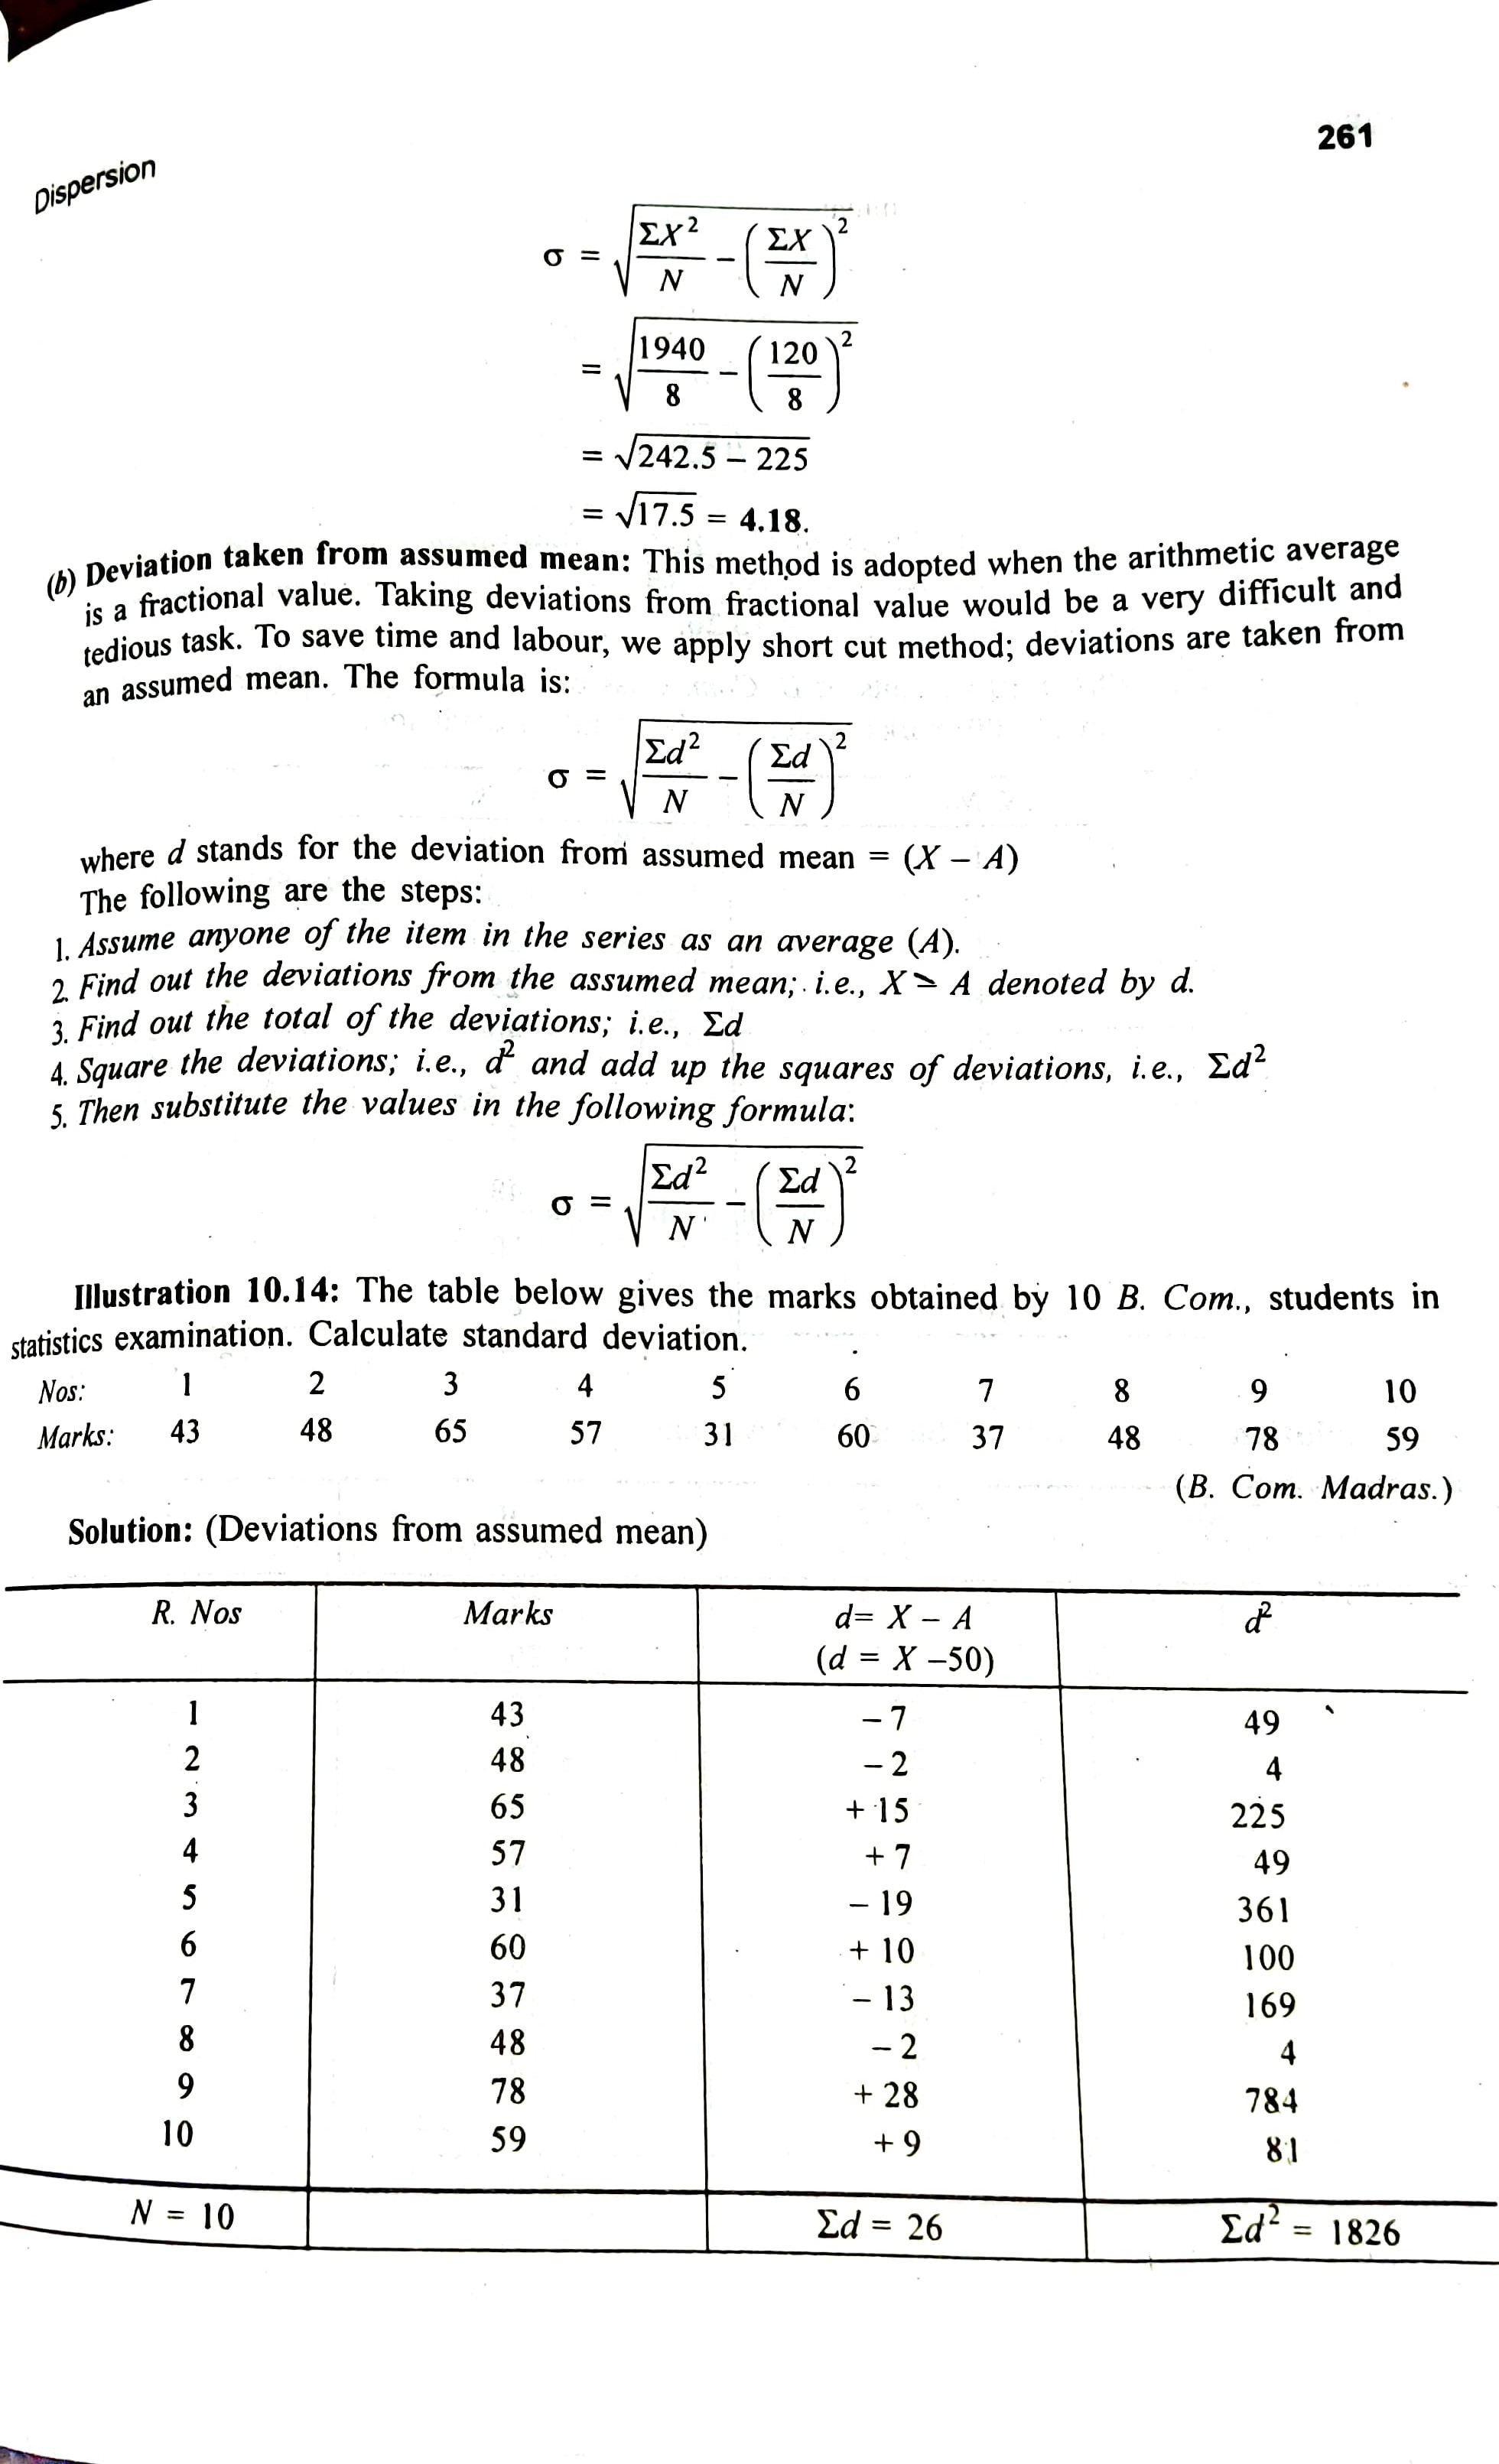 261
Dispersion
σ = √(ΣX²/N − (ΣX/N)²)
= √(1940/8 − (120/8)²)
= √242.5 − 225
= √17.5 = 4.18.
(b) Deviation taken from assumed mean: This method is adopted when the arithmetic average
is a fractional value. Taking deviations from fractional value would be a very difficult and
tedious task. To save time and labour, we apply short cut method; deviations are taken from
an assumed mean. The formula is:
σ = √(Σd²/N − (Σd/N)²)
where d stands for the deviation from assumed mean = (X − A)
The following are the steps:
1. Assume anyone of the item in the series as an average (A).
2. Find out the deviations from the assumed mean; i.e., X − A denoted by d.
3. Find out the total of the deviations; i.e., Σd
4. Square the deviations; i.e., d² and add up the squares of deviations, i.e., Σd²
5. Then substitute the values in the following formula:
σ = √(Σd²/N − (Σd/N)²)
Illustration 10.14: The table below gives the marks obtained by 10 B. Com., students in
statistics examination. Calculate standard deviation.
Nos: 1 2 3 4 5 6 7 8 9 10
Marks: 43 48 65 57 31 60 37 48 78 59
(B. Com. Madras.)
Solution: (Deviations from assumed mean)
R. Nos Marks d= X − A d²
(d = X −50)
1 43 − 7 49
2 48 − 2 4
3 65 + 15 225
4 57 + 7 49
5 31 − 19 361
6 60 + 10 100
7 37 − 13 169
8 48 − 2 4
9 78 + 28 784
10 59 + 9 81
N = 10 Σd = 26 Σd² = 1826